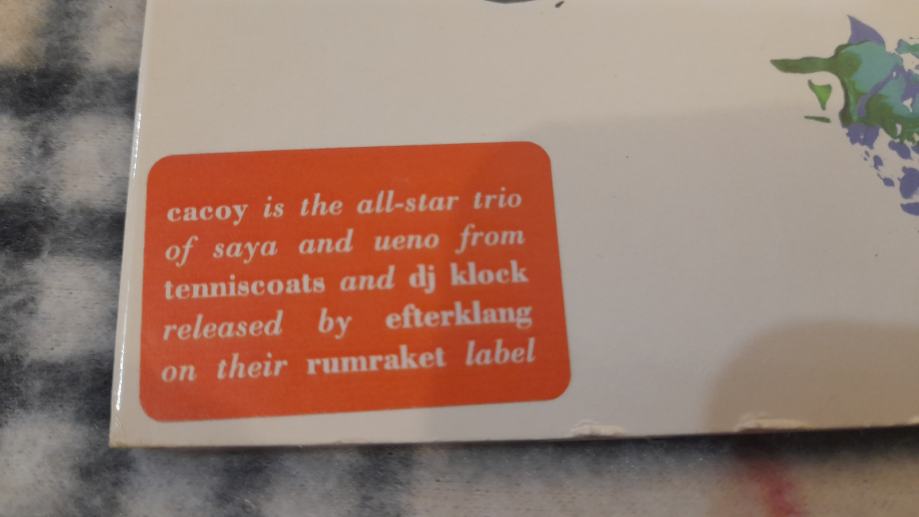 cacoy is the all-star trio
of saya and ueno from
tenniscoats and dj klock
released by efterklang
on their rumraket label